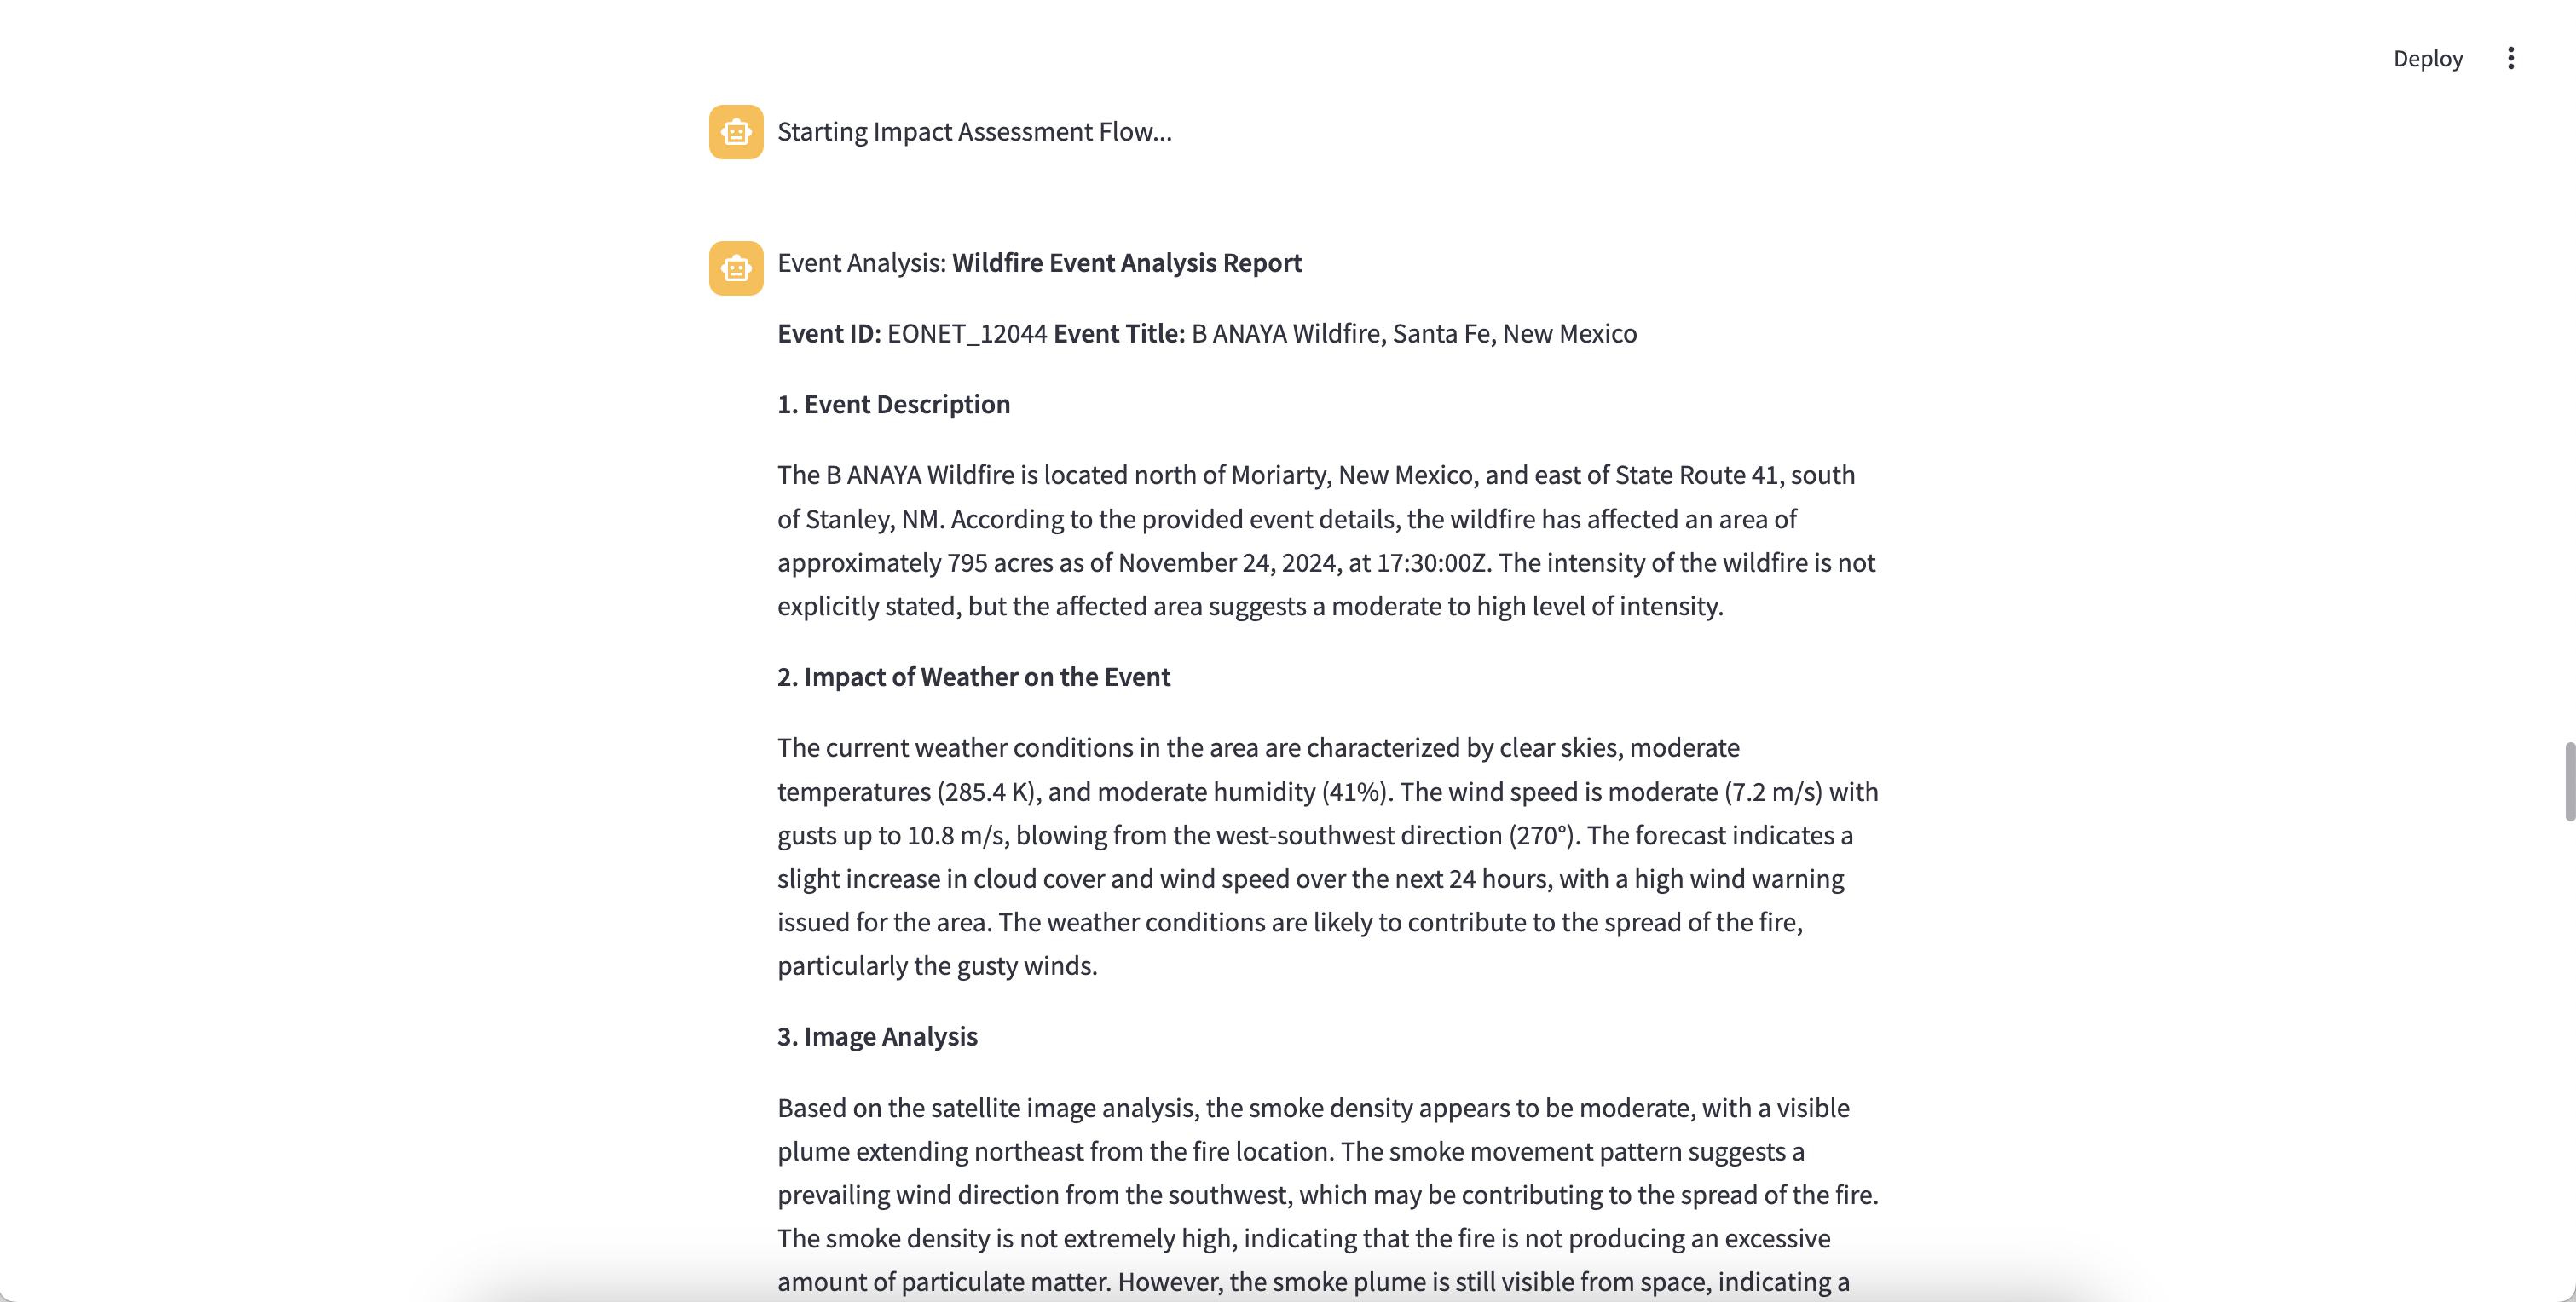 Deploy
Starting Impact Assessment Flow...
Event Analysis: Wildfire Event Analysis Report
Event ID: EONET_12044 Event Title: B ANAYA Wildfire, Santa Fe, New Mexico
1. Event Description
The B ANAYA Wildfire is located north of Moriarty, New Mexico, and east of State Route 41, south
of Stanley, NM. According to the provided event details, the wildfire has affected an area of
approximately 795 acres as of November 24, 2024, at 17:30:00Z. The intensity of the wildfire is not
explicitly stated, but the affected area suggests a moderate to high level of intensity.
2. Impact of Weather on the Event
The current weather conditions in the area are characterized by clear skies, moderate
temperatures (285.4 K), and moderate humidity (41%). The wind speed is moderate (7.2 m/s) with
gusts up to 10.8 m/s, blowing from the west-southwest direction (270°). The forecast indicates a
slight increase in cloud cover and wind speed over the next 24 hours, with a high wind warning
issued for the area. The weather conditions are likely to contribute to the spread of the fire,
particularly the gusty winds.
3. Image Analysis
Based on the satellite image analysis, the smoke density appears to be moderate, with a visible
plume extending northeast from the fire location. The smoke movement pattern suggests a
prevailing wind direction from the southwest, which may be contributing to the spread of the fire.
The smoke density is not extremely high, indicating that the fire is not producing an excessive
amount of particulate matter. However, the smoke plume is still visible from space, indicating a